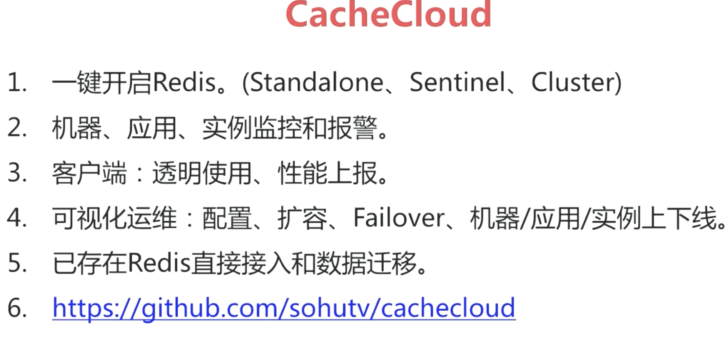 CacheCloud
1. 一键开启Redis。(Standalone、Sentinel、Cluster)
2. 机器、应用、实例监控和报警。
3. 客户端：透明使用、性能上报。
4. 可视化运维：配置、扩容、Failover、机器/应用/实例上下线。
5. 已存在Redis直接接入和数据迁移。
6. https://github.com/sohutv/cachecloud